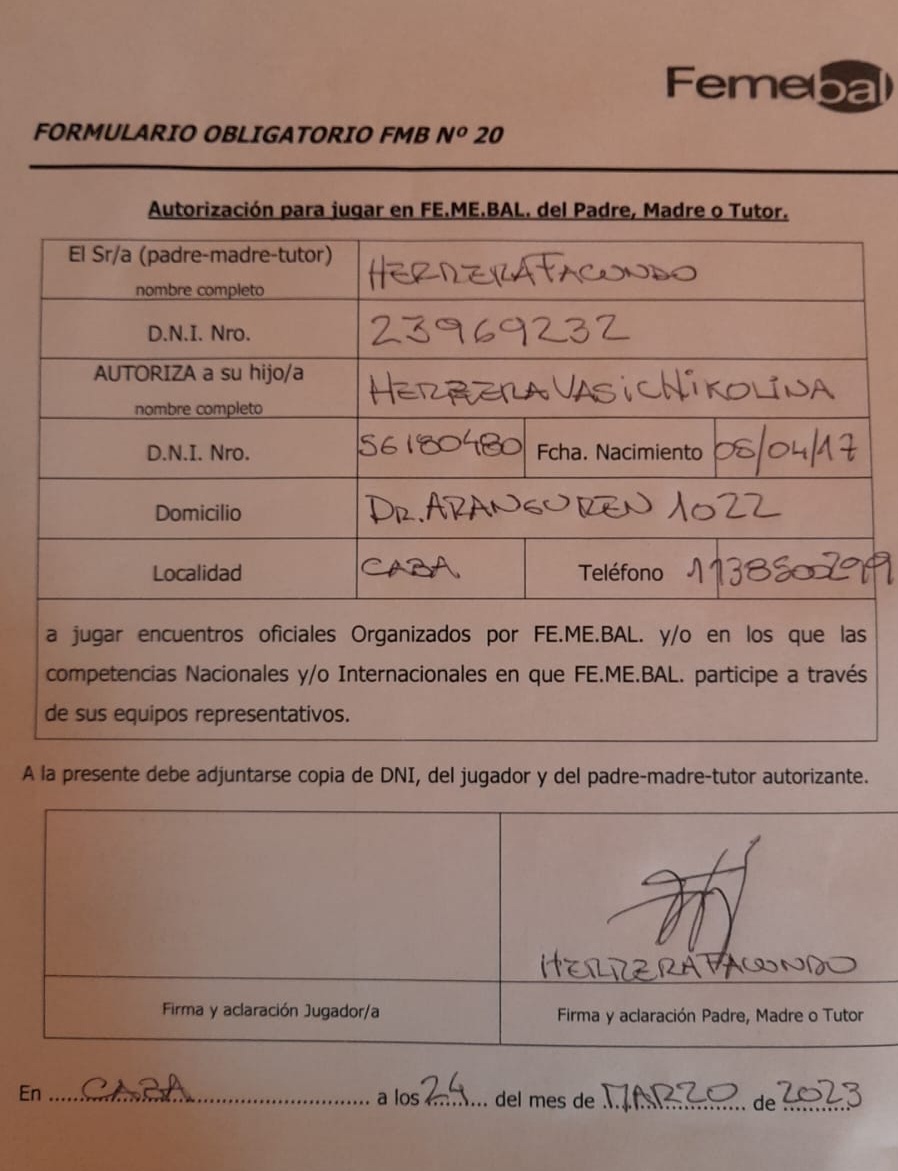 Femebal
FORMULARIO OBLIGATORIO FMB Nº 20
Autorización para jugar en FE.ME.BAL. del Padre, Madre o Tutor.
El Sr/a (padre-madre-tutor) HERRERA FACUNDO
nombre completo
D.N.I. Nro. 23969232
AUTORIZA a su hijo/a HERRERA VASiC NiKOLINA
nombre completo
D.N.I. Nro. 56180480 Fcha. Nacimiento /04/17
Domicilio DR. ARANGUREN 1022
Localidad CABA Teléfono
a jugar encuentros oficiales Organizados por FE.ME.BAL. y/o en los que las
competencias Nacionales y/o Internacionales en que FE.ME.BAL. participe a través
de sus equipos representativos.
A la presente debe adjuntarse copia de DNI, del jugador y del padre-madre-tutor autorizante.
HERRERA FACUNDO
Firma y aclaración Jugador/a Firma y aclaración Padre, Madre o Tutor
En ..... CABA ..... a los 24 ..... del mes de MARZO ..... de 2023